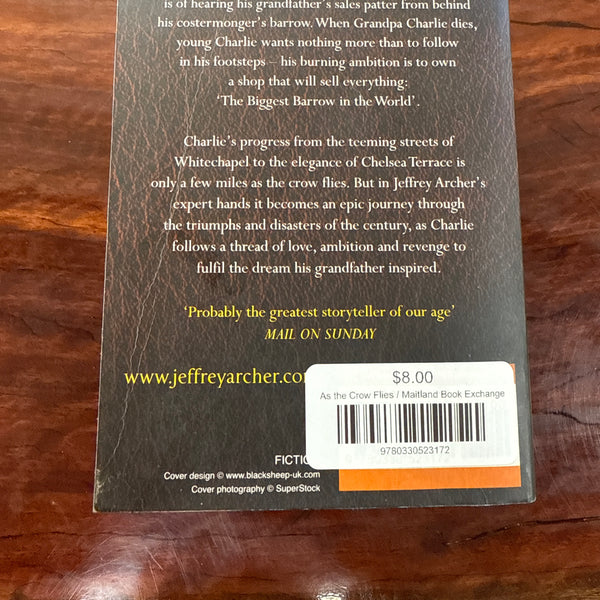 is of hearing his grandfather's sales patter from behind
his costermonger's barrow. When Grandpa Charlie dies,
young Charlie wants nothing more than to follow
in his footsteps – his burning ambition is to own
a shop that will sell everything:
'The Biggest Barrow in the World'.
Charlie's progress from the teeming streets of
Whitechapel to the elegance of Chelsea Terrace is
only a few miles as the crow flies. But in Jeffrey Archer's
expert hands it becomes an epic journey through
the triumphs and disasters of the century, as Charlie
follows a thread of love, ambition and revenge to
fulfil the dream his grandfather inspired.
'Probably the greatest storyteller of our age'
MAIL ON SUNDAY
www.jeffreyarcher.co
$8.00
As the Crow Flies / Maitland Book Exchange
9780330523172
FICTIO
Cover design © www.blacksheep-uk.com
Cover photography © SuperStock